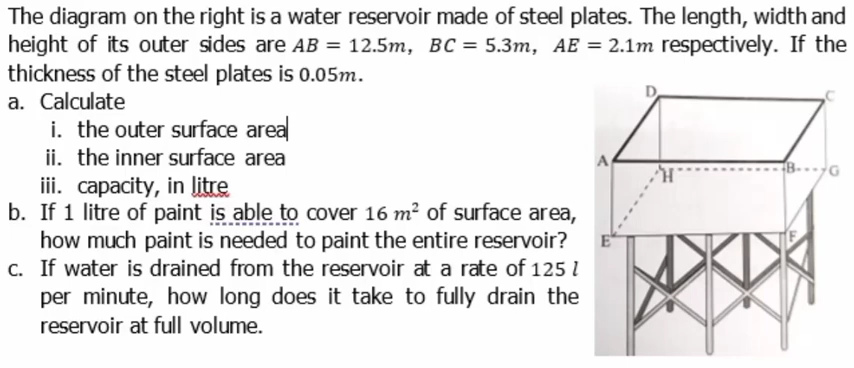 The diagram on the right is a water reservoir made of steel plates. The length, width and
height of its outer sides are AB = 12.5m, BC = 5.3m, AE = 2.1m respectively. If the
thickness of the steel plates is 0.05m.
a. Calculate
i. the outer surface area
ii. the inner surface area
iii. capacity, in litre
b. If 1 litre of paint is able to cover 16 m² of surface area,
how much paint is needed to paint the entire reservoir?
c. If water is drained from the reservoir at a rate of 125 l
per minute, how long does it take to fully drain the
reservoir at full volume.
D
C
A
H
B
G
E
F